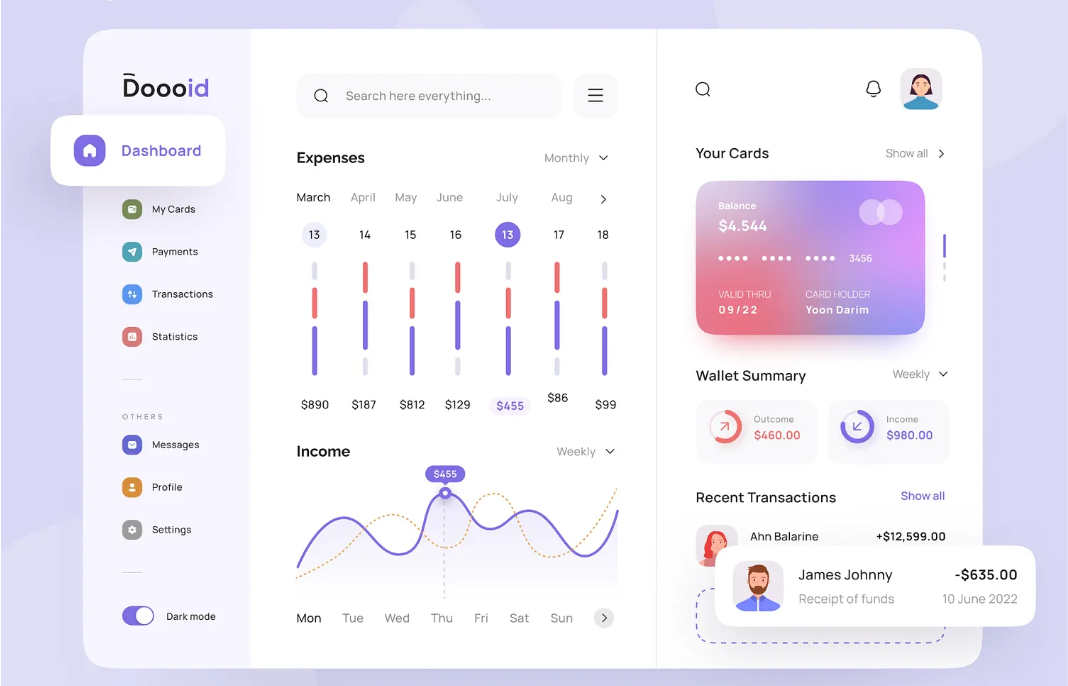 Doooid
Dashboard
My Cards
Payments
Transactions
Statistics
OTHERS
Messages
Profile
Settings
Dark mode
Search here everything...
Expenses
Monthly
March April May June July Aug
13 14 15 16 13 17 18
$890 $187 $812 $129 $455 $86 $99
Income
Weekly
$455
Mon Tue Wed Thu Fri Sat Sun
Your Cards
Show all
Balance
$4.544
3456
VALID THRU CARD HOLDER
09/22 Yoon Darim
Wallet Summary
Weekly
Outcome
$460.00
Income
$980.00
Recent Transactions
Show all
Ahn Balarine +$12,599.00
James Johnny -$635.00
Receipt of funds 10 June 2022